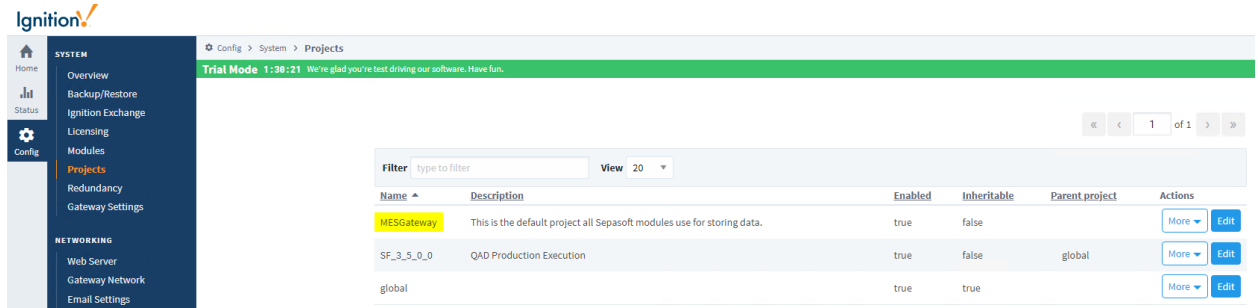 Ignition!
Home
Status
Config
SYSTEM
Overview
Backup/Restore
Ignition Exchange
Licensing
Modules
Projects
Redundancy
Gateway Settings
NETWORKING
Web Server
Gateway Network
Email Settings
Config > System > Projects
Trial Mode 1:30:21 We're glad you're test driving our software. Have fun.
« < 1 of 1 > »
Filter type to filter View 20
Name Description Enabled Inheritable Parent project Actions
MESGateway This is the default project all Sepasoft modules use for storing data. true false More Edit
SF_3_5_0_0 QAD Production Execution true false global More Edit
global true true More Edit